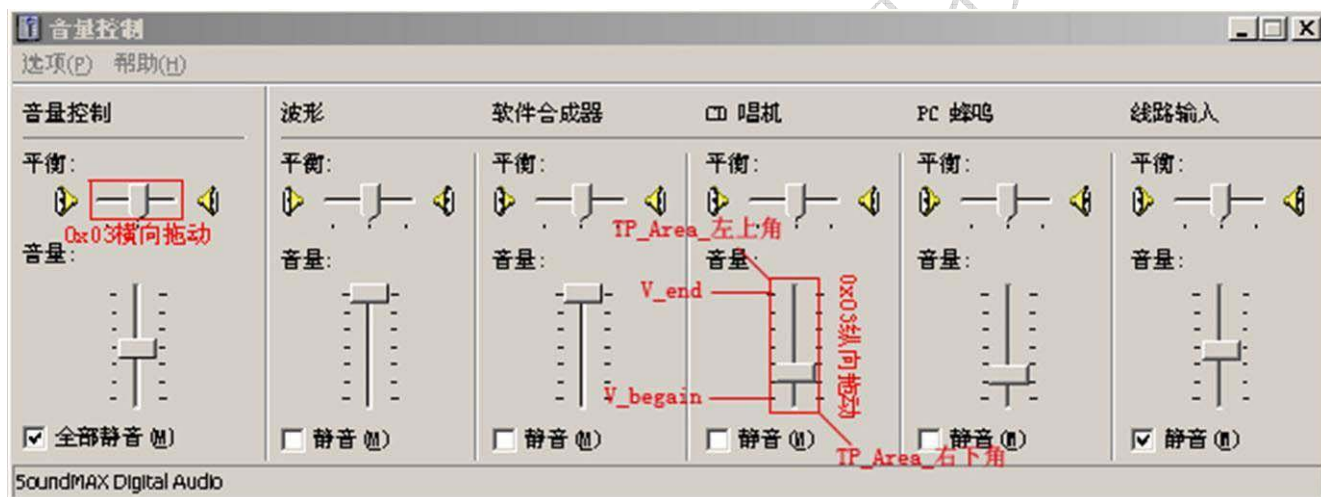 音量控制
选项(P) 帮助(H)
音量控制 波形 软件合成器 CD 唱机 PC 蜂鸣 线路输入
平衡: 平衡: 平衡: 平衡: 平衡: 平衡:
0x03横向拖动
TP_Area_左上角
音量: 音量: 音量: 音量: 音量: 音量:
V_end
0x03纵向拖动
V_begain
全部静音(M) 静音(M) 静音(M) 静音(M) 静音(M) 静音(M)
TP_Area_右下角
SoundMAX Digital Audio